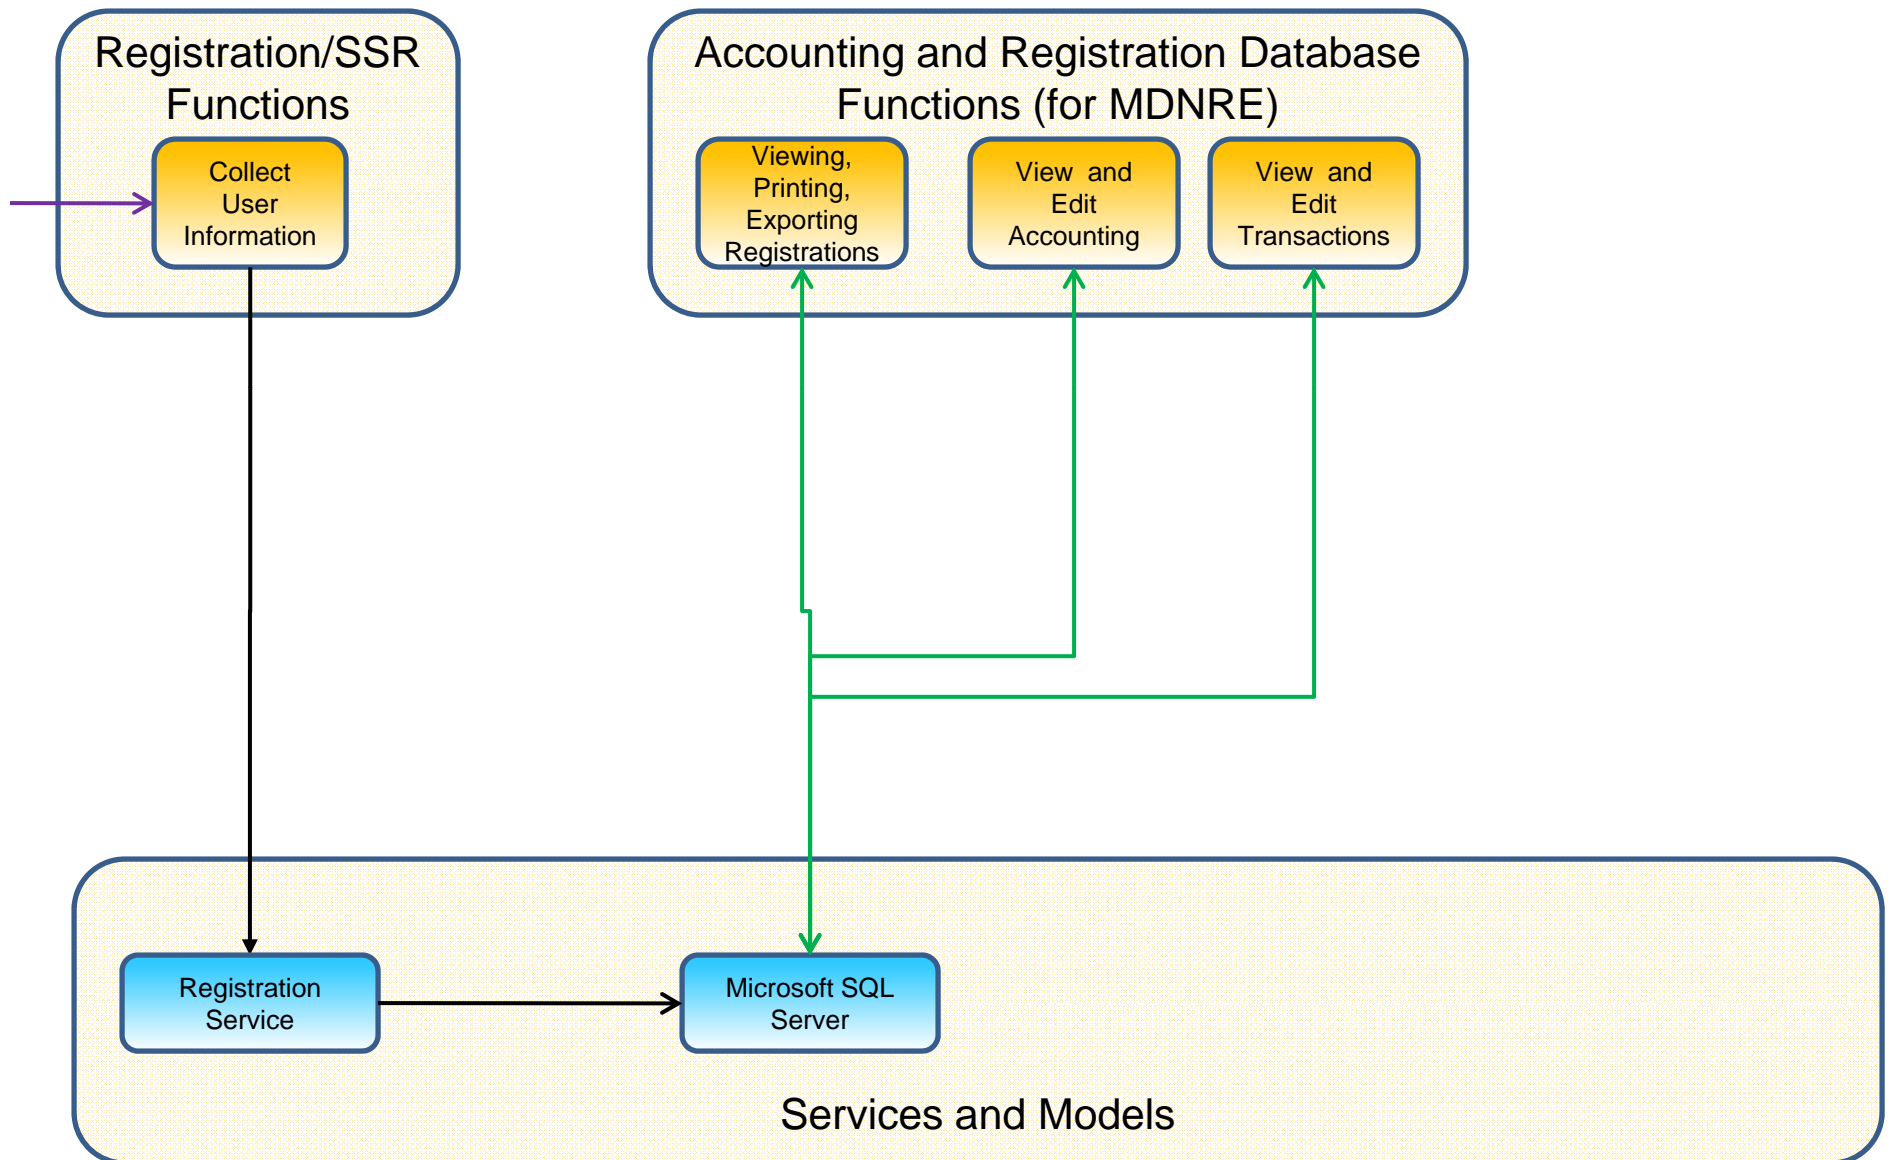 Registration/SSR
Functions
Collect
User
Information
Accounting and Registration Database
Functions (for MDNRE)
Viewing,
Printing,
Exporting
Registrations
View and
Edit
Accounting
View and
Edit
Transactions
Registration
Service
Microsoft SQL
Server
Services and Models